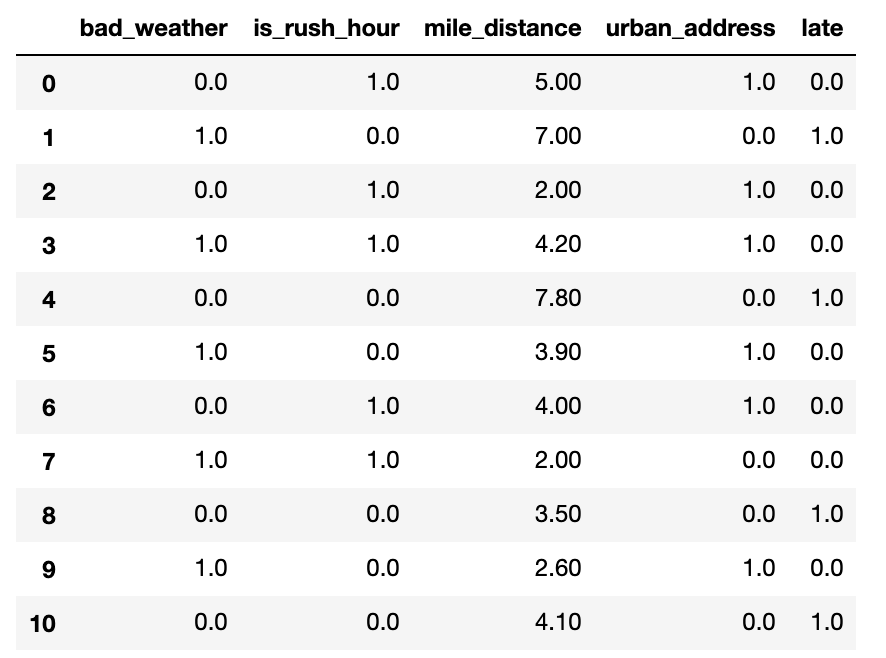 bad_weather is_rush_hour mile_distance urban_address late
0 0.0 1.0 5.00 1.0 0.0
1 1.0 0.0 7.00 0.0 1.0
2 0.0 1.0 2.00 1.0 0.0
3 1.0 1.0 4.20 1.0 0.0
4 0.0 0.0 7.80 0.0 1.0
5 1.0 0.0 3.90 1.0 0.0
6 0.0 1.0 4.00 1.0 0.0
7 1.0 1.0 2.00 0.0 0.0
8 0.0 0.0 3.50 0.0 1.0
9 1.0 0.0 2.60 1.0 0.0
10 0.0 0.0 4.10 0.0 1.0